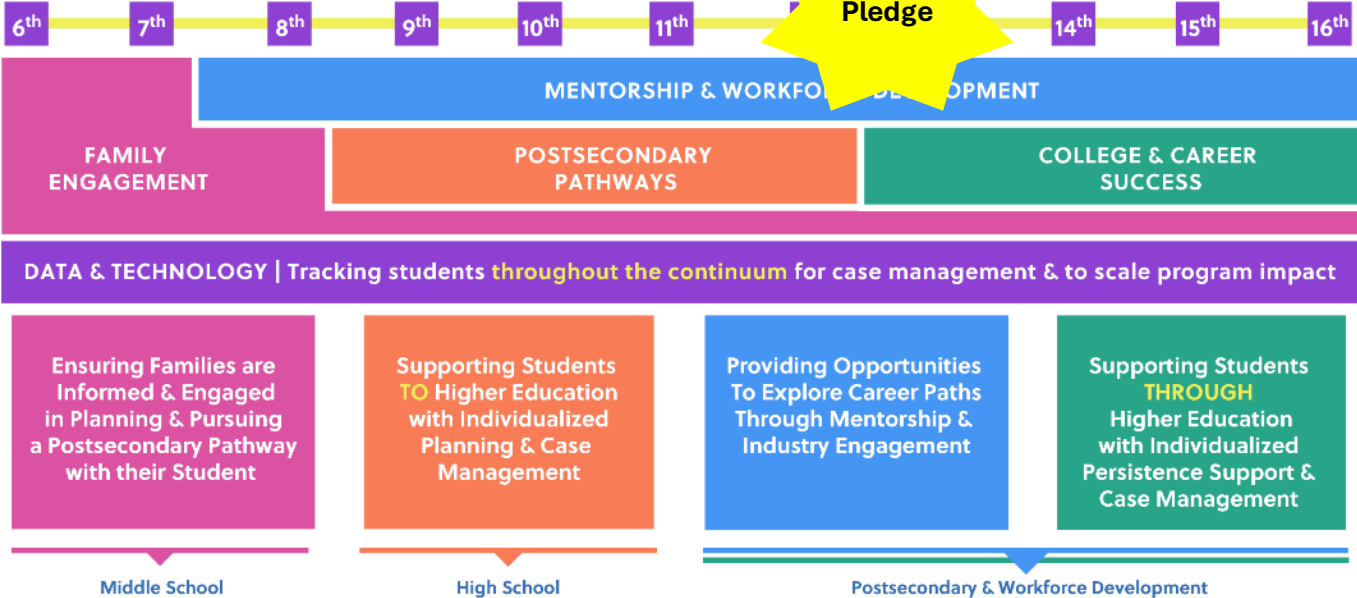 6th 7th 8th 9th 10th 11th 14th 15th 16th
Pledge
MENTORSHIP & OPMENT
FAMILY
ENGAGEMENT
POSTSECONDARY
PATHWAYS
COLLEGE & CAREER
SUCCESS
DATA & TECHNOLOGY | Tracking students throughout the continuum for case management & to scale program impact
Ensuring Families are
Informed & Engaged
in Planning & Pursuing
a Postsecondary Pathway
with their Student
Supporting Students
TO Higher Education
with Individualized
Planning & Case
Management
Providing Opportunities
To Explore Career Paths
Through Mentorship &
Industry Engagement
Supporting Students
THROUGH
Higher Education
with Individualized
Persistence Support &
Case Management
Middle School
High School
Postsecondary & Workforce Development